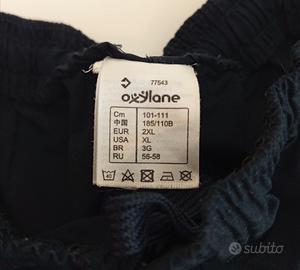 77543
oxylane
Cm 101-111
中国 185/110B
EUR 2XL
USA XL
BR 3G
RU 56-58
40
subito